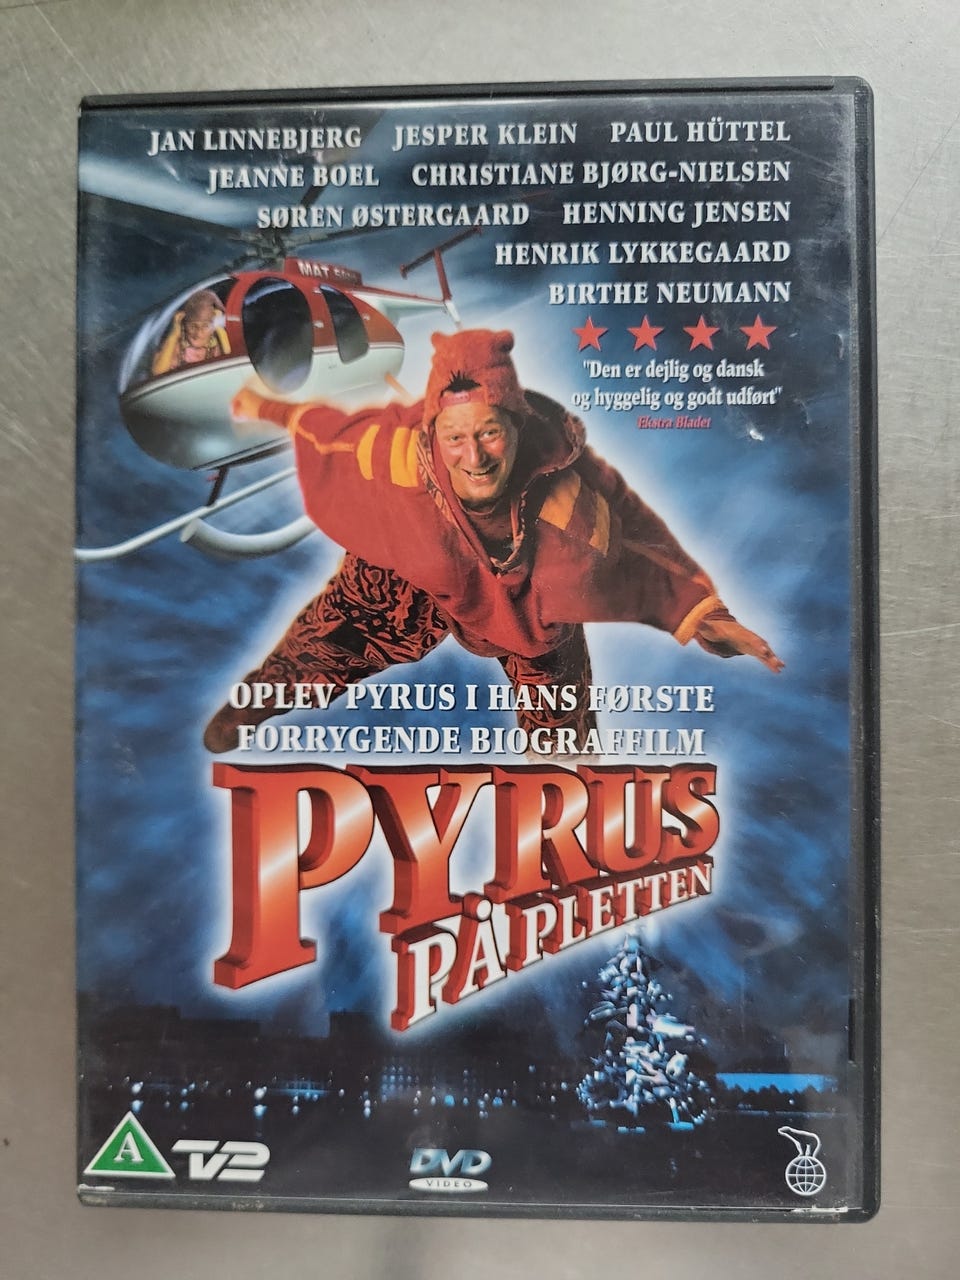 JAN LINNEBJERG JESPER KLEIN PAUL HÜTTEL
JEANNE BOEL CHRISTIANE BJØRG-NIELSEN
SØREN ØSTERGAARD HENNING JENSEN
HENRIK LYKKEGAARD
BIRTHE NEUMANN
MAT
"Den er dejlig og dansk
og hyggelig og godt udført"
Ekstra Bladet
OPLEV PYRUS I HANS FØRSTE
FORRYGENDE BIOGRAFFILM
PYRUS
PÅ PLETTEN
A
TV2
DVD
VIDEO